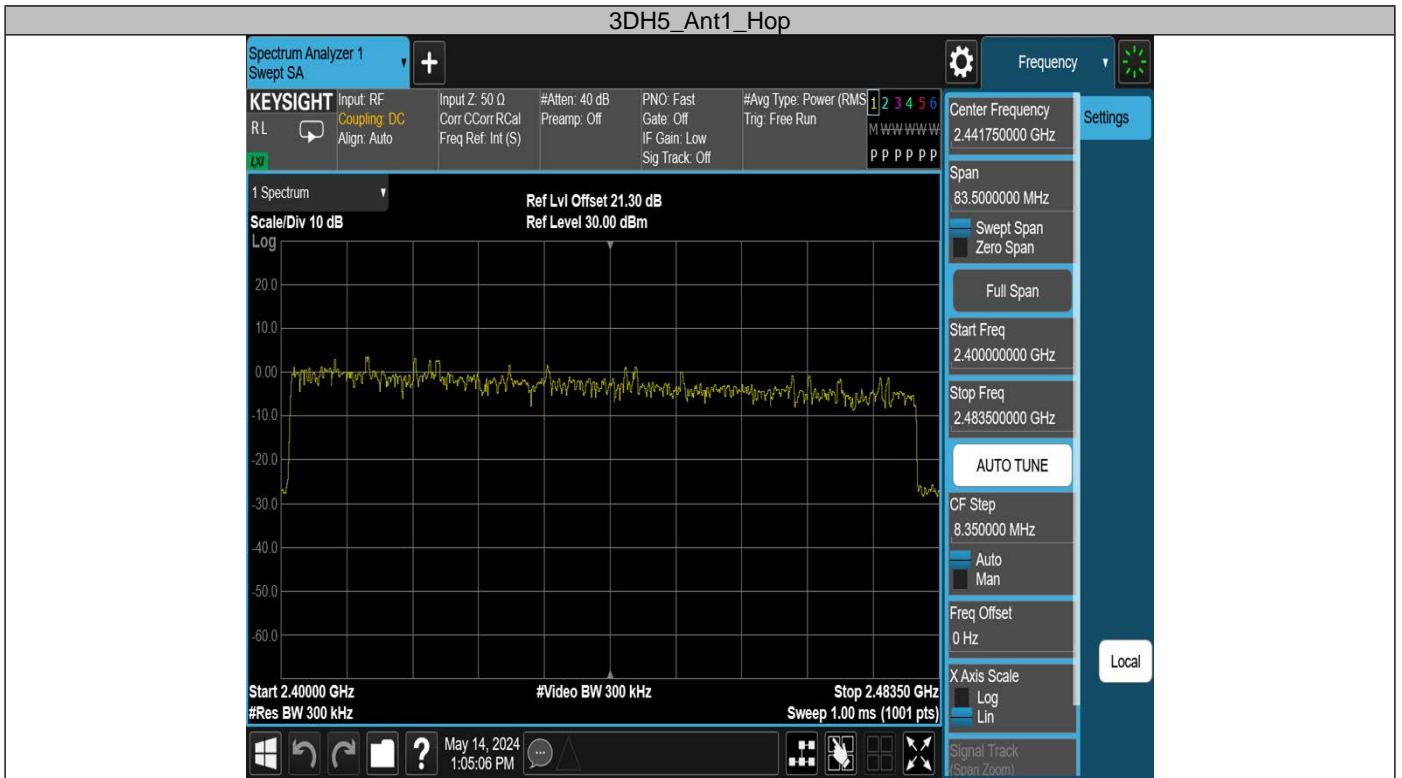 3DH5_Ant1_Hop
Spectrum Analyzer 1
Swept SA
+
Frequency
KEYSIGHT
RL
LXI
Input: RF
Coupling: DC
Align: Auto
Input Z: 50 Ω
Corr CCorr RCal
Freq Ref: Int (S)
#Atten: 40 dB
Preamp: Off
PNO: Fast
Gate: Off
IF Gain: Low
Sig Track: Off
#Avg Type: Power (RMS
Trig: Free Run
1 2 3 4 5 6
M W W W W W
P P P P P P
1 Spectrum
Scale/Div 10 dB
Log
Ref Lvl Offset 21.30 dB
Ref Level 30.00 dBm
20.0
10.0
0.00
-10.0
-20.0
-30.0
-40.0
-50.0
-60.0
Start 2.40000 GHz
#Res BW 300 kHz
#Video BW 300 kHz
Stop 2.48350 GHz
Sweep 1.00 ms (1001 pts)
Center Frequency
2.441750000 GHz
Settings
Span
83.5000000 MHz
Swept Span
Zero Span
Full Span
Start Freq
2.400000000 GHz
Stop Freq
2.483500000 GHz
AUTO TUNE
CF Step
8.350000 MHz
Auto
Man
Freq Offset
0 Hz
X Axis Scale
Log
Lin
Signal Track
(Span Zoom)
Local
?
May 14, 2024
1:05:06 PM